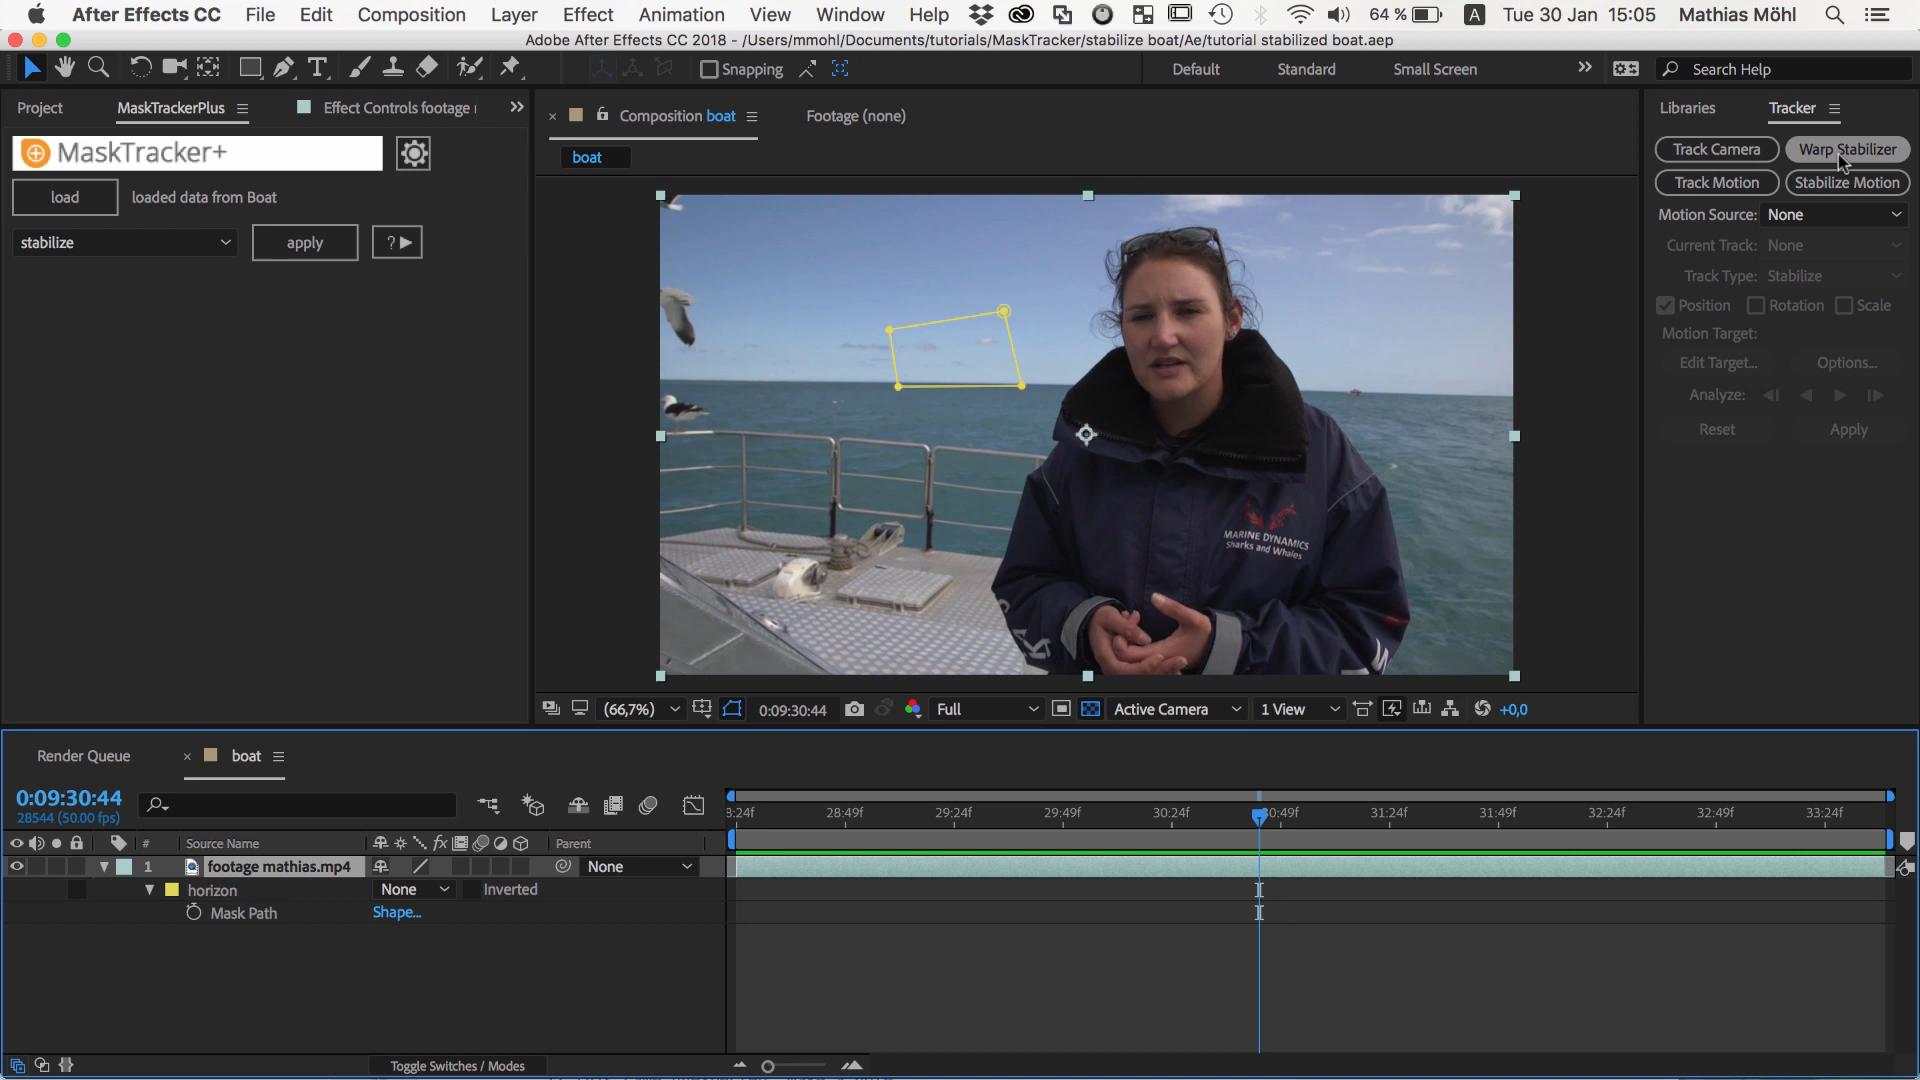 After Effects CC File Edit Composition Layer Effect Animation View Window Help 64 % A Tue 30 Jan 15:05 Mathias Möhl
Adobe After Effects CC 2018 - /Users/mmohl/Documents/tutorials/MaskTracker/stabilize boat/Ae/tutorial stabilized boat.aep
T Snapping Default Standard Small Screen Search Help
Project MaskTrackerPlus Effect Controls footage Composition boat Footage (none) Libraries Tracker
MaskTracker+
boat
Track Camera Warp Stabilizer
Track Motion Stabilize Motion
load loaded data from Boat
Motion Source: None
stabilize apply ?
Current Track: None
Track Type: Stabilize
Position Rotation Scale
Motion Target:
Edit Target... Options...
Analyze:
Reset Apply
MARINE DYNAMICS
Sharks and Whales
(66,7%) 0:09:30:44 Full Active Camera 1 View +0,0
Render Queue boat
0:09:30:44
28544 (50.00 fps)
8:24f 28:49f 29:24f 29:49f 30:24f 30:49f 31:24f 31:49f 32:24f 32:49f 33:24f
# Source Name fx Parent
1 footage mathias.mp4 None
horizon None Inverted
Mask Path Shape...
Toggle Switches / Modes